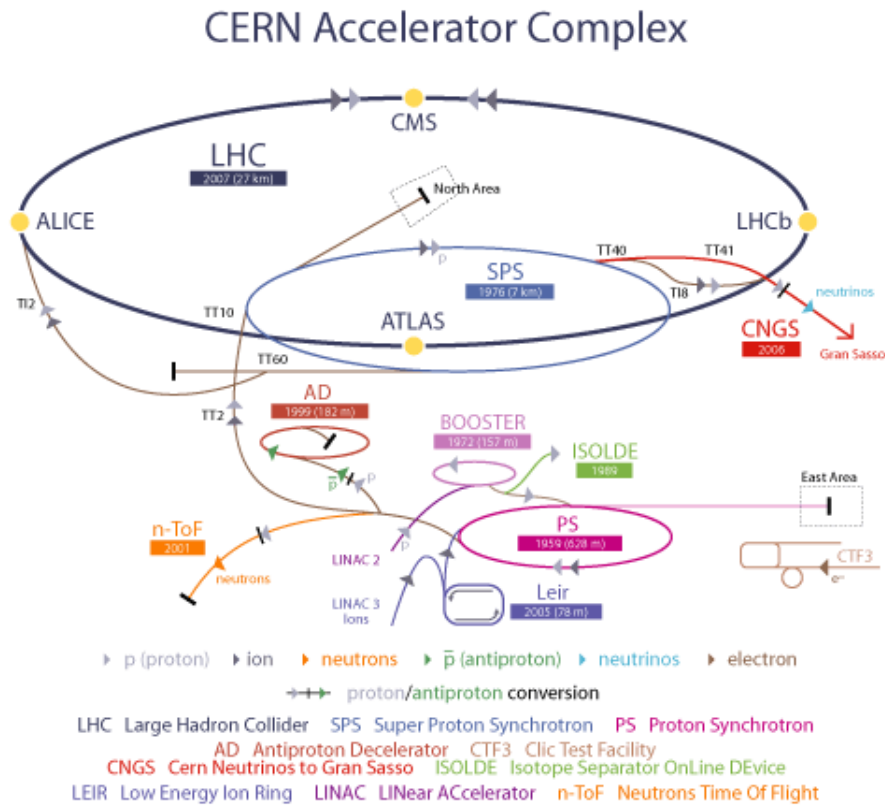 CERN Accelerator Complex
CMS
LHC
2007 (27 km)
North Area
ALICE
LHCb
TT40
TT41
SPS
1976 (7 km)
TI8
neutrinos
TI2
TT10
ATLAS
CNGS
2006
Gran Sasso
TT60
AD
1999 (182 m)
TT2
BOOSTER
1972 (157 m)
ISOLDE
1989
p
p
p̅
East Area
n-ToF
2001
PS
1959 (628 m)
p
LINAC 2
neutrons
CTF3
e⁻
LINAC 3
Ions
Leir
2005 (78 m)
p (proton) ion neutrons p̅ (antiproton) neutrinos electron
proton/antiproton conversion
LHC Large Hadron Collider SPS Super Proton Synchrotron PS Proton Synchrotron
AD Antiproton Decelerator CTF3 Clic Test Facility
CNGS Cern Neutrinos to Gran Sasso ISOLDE Isotope Separator OnLine DEvice
LEIR Low Energy Ion Ring LINAC LINear ACcelerator n-ToF Neutrons Time Of Flight